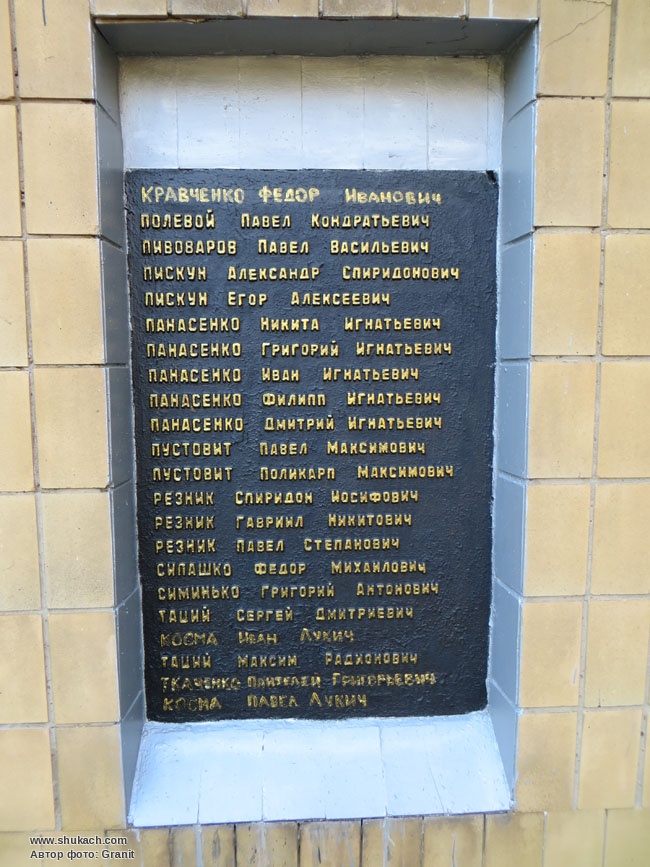 Кравченко Федор Иванович
Полевой Павел Кондратьевич
Пивоваров Павел Васильевич
Пискун Александр Спиридонович
Пискун Егор Алексеевич
Панасенко Никита Игнатьевич
Панасенко Григорий Игнатьевич
Панасенко Иван Игнатьевич
Панасенко Филипп Игнатьевич
Панасенко Дмитрий Игнатьевич
Пустовит Павел Максимович
Пустовит Поликарп Максимович
Резник Спиридон Иосифович
Резник Гавриил Никитович
Резник Павел Степанович
Сипашко Федор Михайлович
Симинько Григорий Антонович
Таций Сергей Дмитриевич
Косма Иван Лукич
Таций Максим Радионович
Ткаченко Пантелей Григорьевич
Косма Павел Лукич
www.shukach.com
Автор фото: Granit